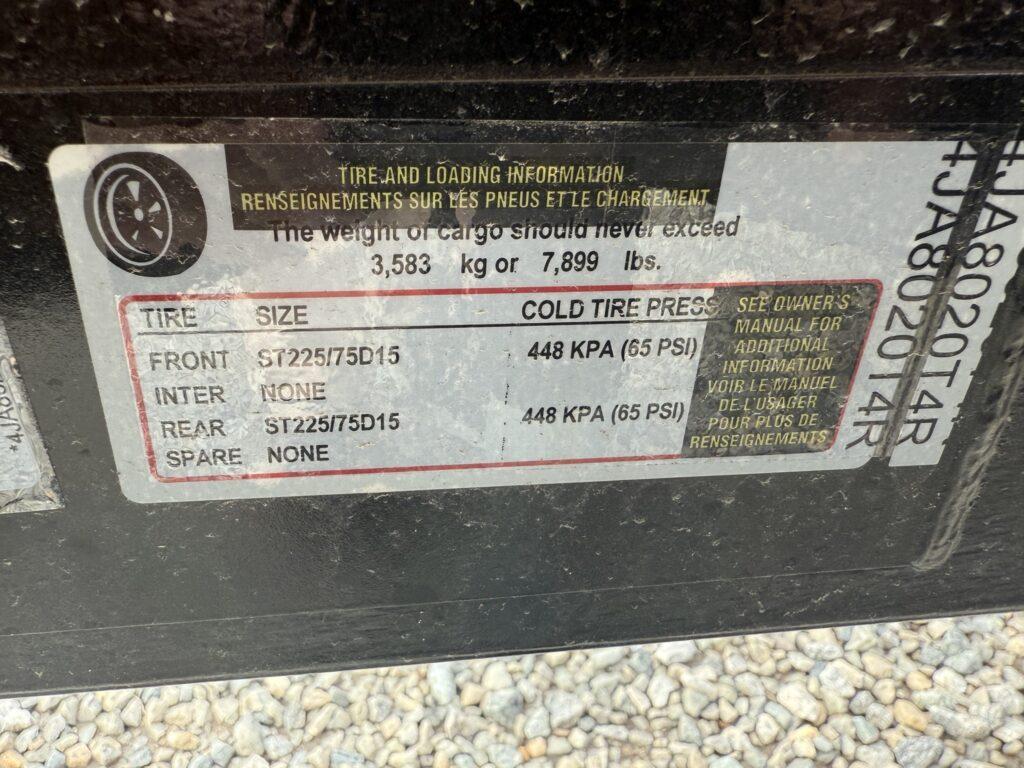 TIRE AND LOADING INFORMATION
RENSEIGNEMENTS SUR LES PNEUS ET LE CHARGEMENT
The weight of cargo should never exceed
3,583 kg or 7,899 lbs.
TIRE SIZE COLD TIRE PRESS
FRONT ST225/75D15 448 KPA (65 PSI)
INTER NONE
REAR ST225/75D15 448 KPA (65 PSI)
SPARE NONE
SEE OWNER'S
MANUAL FOR
ADDITIONAL
INFORMATION
VOIR LE MANUEL
DE L'USAGER
POUR PLUS DE
RENSEIGNEMENTS
4JA8020T4R
4JA8020T4R